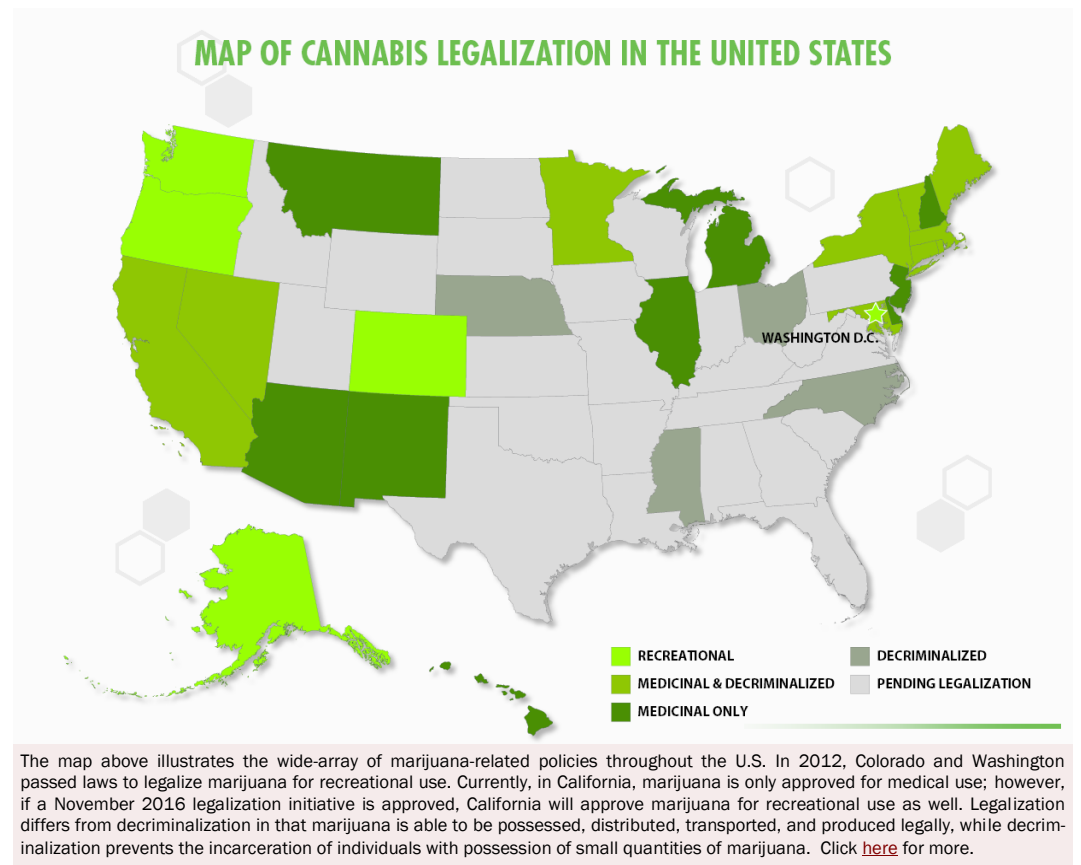 MAP OF CANNABIS LEGALIZATION IN THE UNITED STATES
WASHINGTON D.C.
RECREATIONAL
MEDICINAL & DECRIMINALIZED
MEDICINAL ONLY
DECRIMINALIZED
PENDING LEGALIZATION
The map above illustrates the wide-array of marijuana-related policies throughout the U.S. In 2012, Colorado and Washington
passed laws to legalize marijuana for recreational use. Currently, in California, marijuana is only approved for medical use; however,
if a November 2016 legalization initiative is approved, California will approve marijuana for recreational use as well. Legalization
differs from decriminalization in that marijuana is able to be possessed, distributed, transported, and produced legally, while decrim-
inalization prevents the incarceration of individuals with possession of small quantities of marijuana. Click here for more.